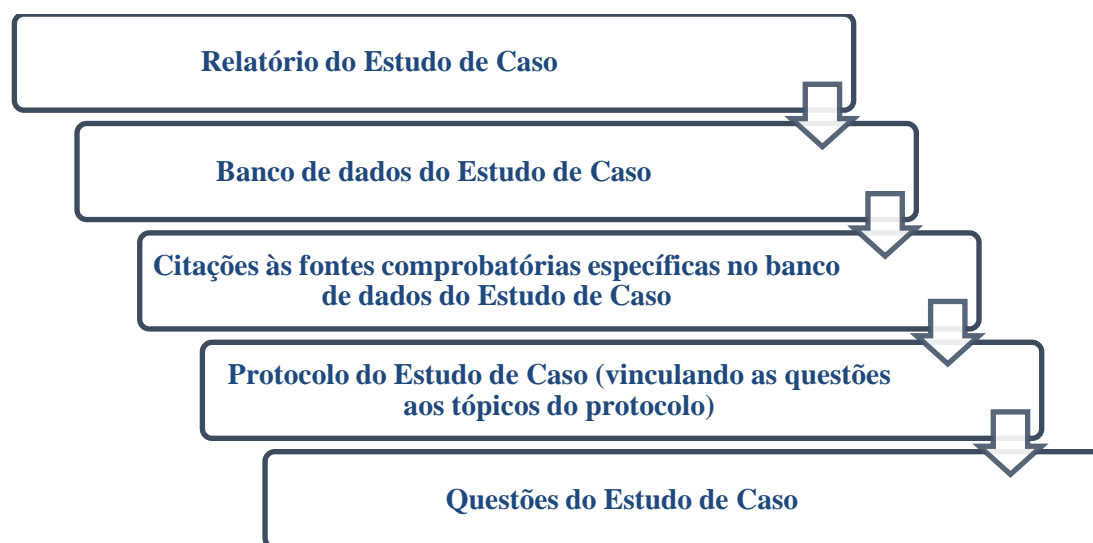 Relatório do Estudo de Caso
Banco de dados do Estudo de Caso
Citações às fontes comprobatórias específicas no banco
de dados do Estudo de Caso
Protocolo do Estudo de Caso (vinculando as questões
aos tópicos do protocolo)
Questões do Estudo de Caso